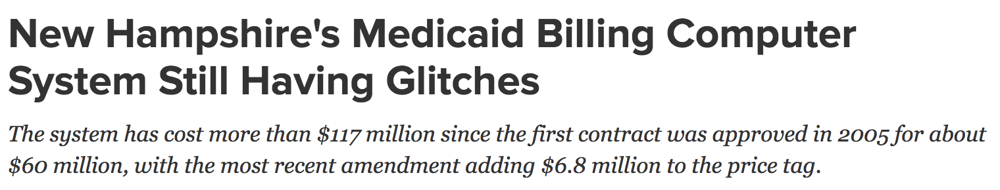 New Hampshire's Medicaid Billing Computer
System Still Having Glitches
The system has cost more than $117 million since the first contract was approved in 2005 for about
$60 million, with the most recent amendment adding $6.8 million to the price tag.